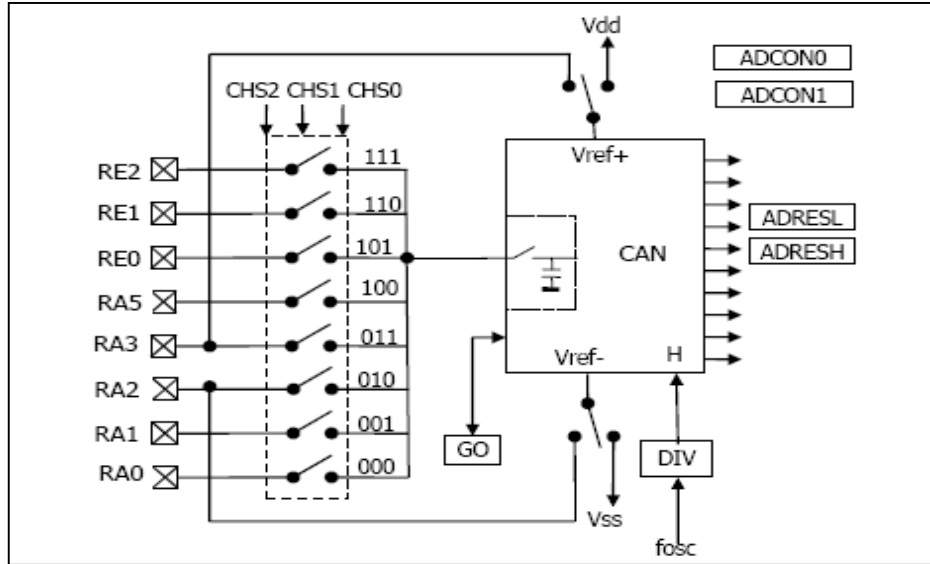 Vdd
ADCON0
ADCON1
CHS2 CHS1 CHS0
Vref+
RE2 111
RE1 110
RE0 101
RA5 100
RA3 011
RA2 010
RA1 001
RA0 000
CAN
ADRESL
ADRESH
Vref- H
GO
DIV
Vss
fosc